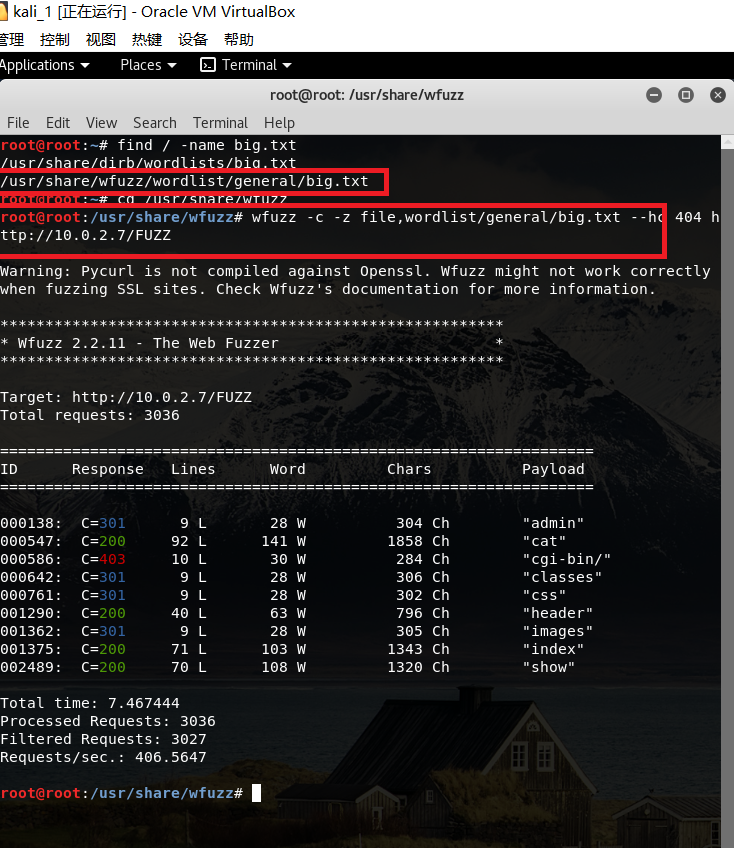 kali_1 [正在运行] - Oracle VM VirtualBox
管理 控制 视图 热键 设备 帮助
Applications Places Terminal
root@root: /usr/share/wfuzz
File Edit View Search Terminal Help
root@root:~# find / -name big.txt
/usr/share/dirb/wordlists/big.txt
/usr/share/wfuzz/wordlist/general/big.txt
root@root:~# cd /usr/share/wfuzz
root@root:/usr/share/wfuzz# wfuzz -c -z file,wordlist/general/big.txt --hc 404 h
ttp://10.0.2.7/FUZZ
Warning: Pycurl is not compiled against Openssl. Wfuzz might not work correctly
when fuzzing SSL sites. Check Wfuzz's documentation for more information.
********************************************************
* Wfuzz 2.2.11 - The Web Fuzzer *
********************************************************
Target: http://10.0.2.7/FUZZ
Total requests: 3036
==================================================================
ID Response Lines Word Chars Payload
==================================================================
000138: C=301 9 L 28 W 304 Ch "admin"
000547: C=200 92 L 141 W 1858 Ch "cat"
000586: C=403 10 L 30 W 284 Ch "cgi-bin/"
000642: C=301 9 L 28 W 306 Ch "classes"
000761: C=301 9 L 28 W 302 Ch "css"
001290: C=200 40 L 63 W 796 Ch "header"
001362: C=301 9 L 28 W 305 Ch "images"
001375: C=200 71 L 103 W 1343 Ch "index"
002489: C=200 70 L 108 W 1320 Ch "show"
Total time: 7.467444
Processed Requests: 3036
Filtered Requests: 3027
Requests/sec.: 406.5647
root@root:/usr/share/wfuzz#